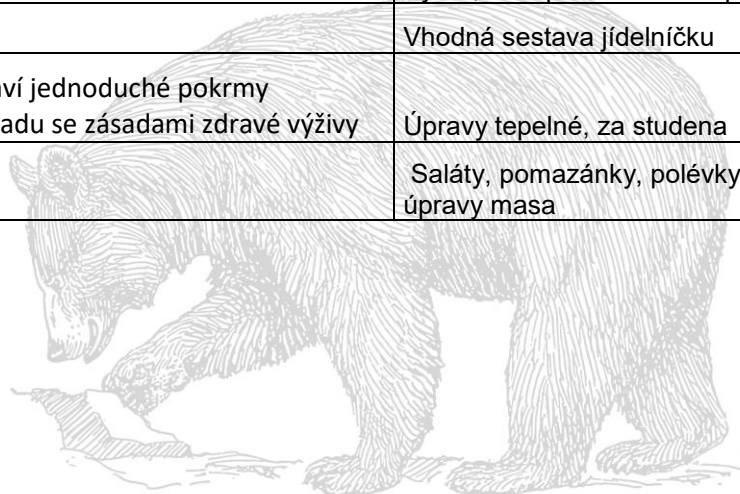 Vhodná sestava jídelníčku
ví jednoduché pokrmy
adu se zásadami zdravé výživy
Úpravy tepelné, za studena
Saláty, pomazánky, polévky
úpravy masa